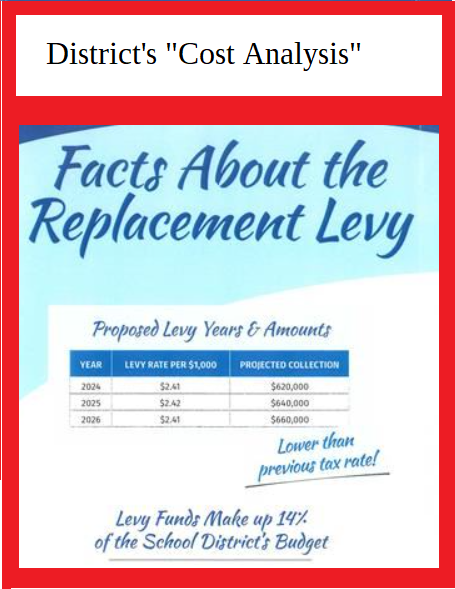 District's "Cost Analysis"
Facts About the
Replacement Levy
Proposed Levy Years & Amounts
YEAR LEVY RATE PER $1,000 PROJECTED COLLECTION
2024 $2.41 $620,000
2025 $2.42 $640,000
2026 $2.41 $660,000
Lower than
previous tax rate!
Levy Funds Make up 14%
of the School District's Budget